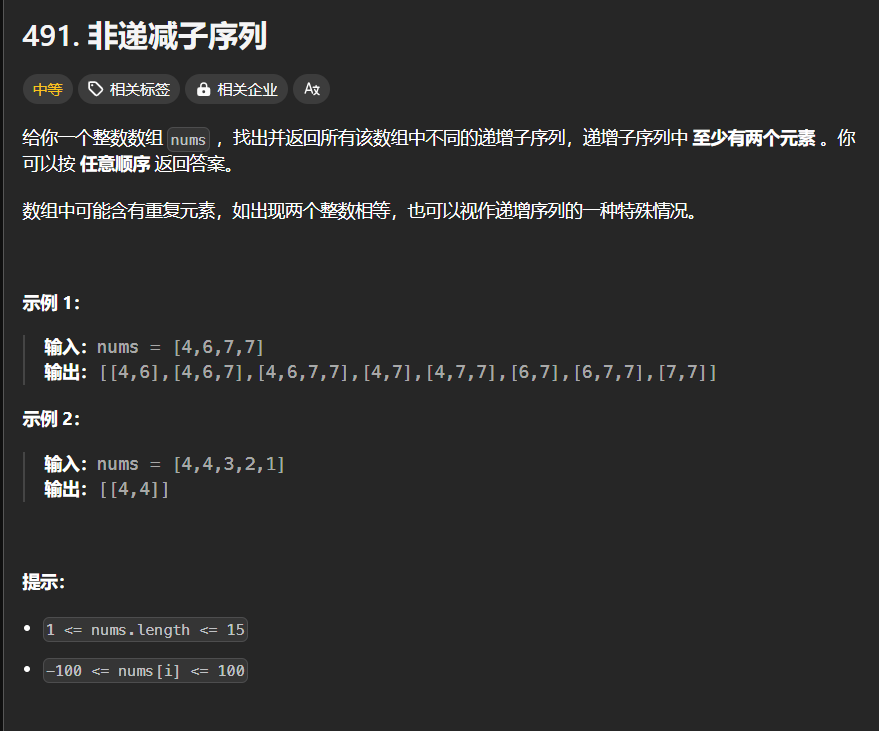 491. 非递减子序列
中等 相关标签 相关企业 Aꭗ
给你一个整数数组 nums ，找出并返回所有该数组中不同的递增子序列，递增子序列中 至少有两个元素 。你
可以按 任意顺序 返回答案。
数组中可能含有重复元素，如出现两个整数相等，也可以视作递增序列的一种特殊情况。
示例 1：
输入：nums = [4,6,7,7]
输出：[[4,6],[4,6,7],[4,6,7,7],[4,7],[4,7,7],[6,7],[6,7,7],[7,7]]
示例 2：
输入：nums = [4,4,3,2,1]
输出：[[4,4]]
提示：
• 1 <= nums.length <= 15
• -100 <= nums[i] <= 100